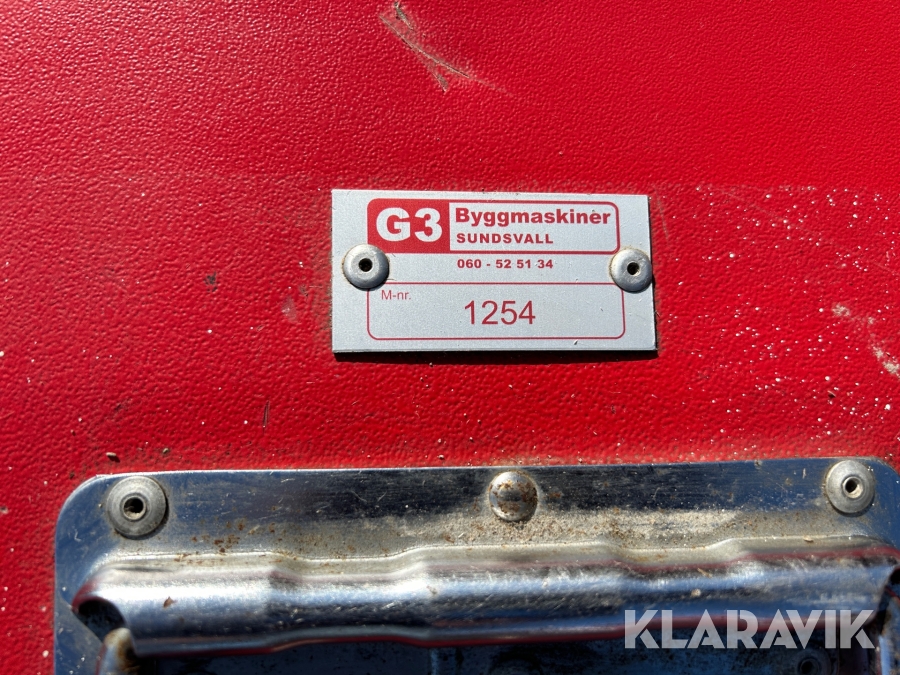 G3 Byggmaskiner
SUNDSVALL
060 - 52 51 34
M-nr.
1254
KLARAVIK